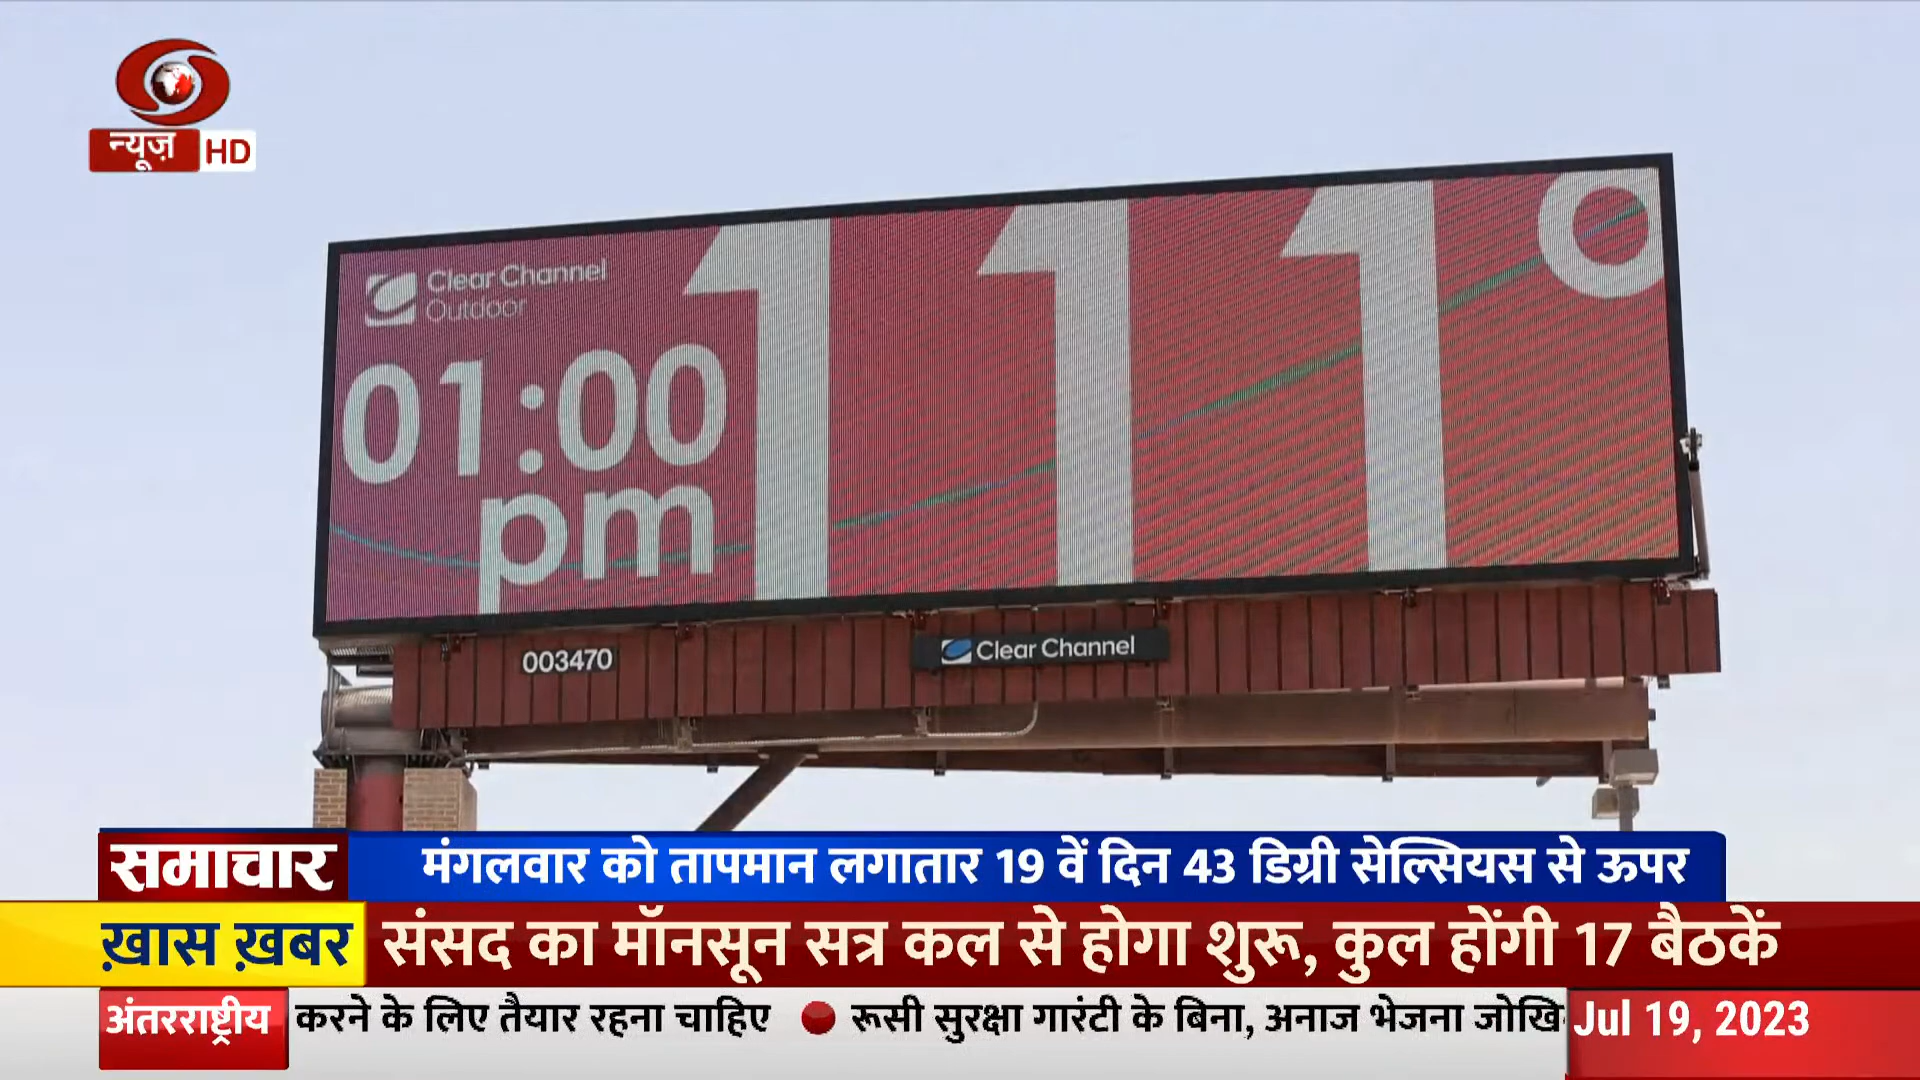 न्यूज़ HD
Clear Channel
Outdoor
01:00
pm
111°
003470
Clear Channel
समाचार
मंगलवार को तापमान लगातार 19 वें दिन 43 डिग्री सेल्सियस से ऊपर
ख़ास ख़बर
संसद का मॉनसून सत्र कल से होगा शुरू, कुल होंगी 17 बैठकें
अंतरराष्ट्रीय
करने के लिए तैयार रहना चाहिए
रूसी सुरक्षा गारंटी के बिना, अनाज भेजना
Jul 19, 2023